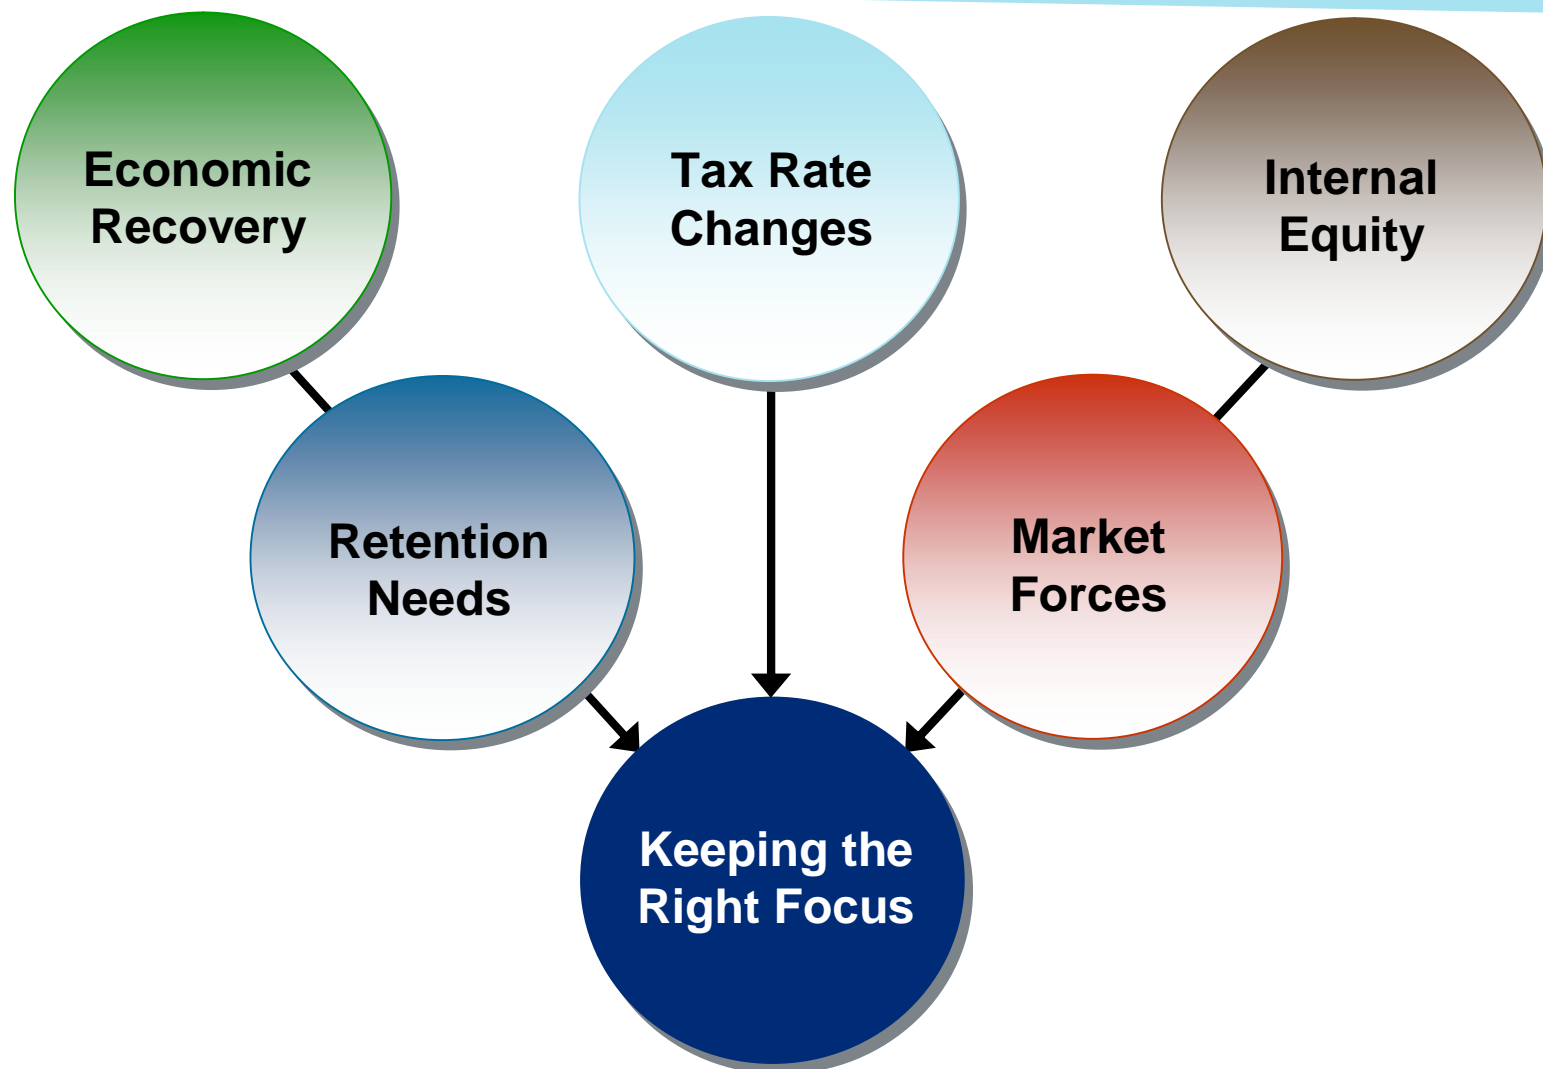 Economic
Recovery
Tax Rate
Changes
Internal
Equity
Retention
Needs
Market
Forces
Keeping the
Right Focus